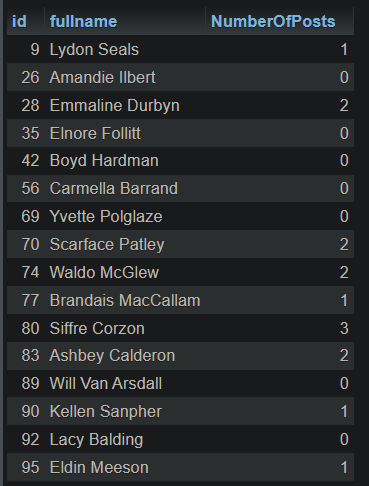 id fullname NumberOfPosts
9 Lydon Seals 1
26 Amandie Ilbert 0
28 Emmaline Durbyn 2
35 Elnore Follitt 0
42 Boyd Hardman 0
56 Carmella Barrand 0
69 Yvette Polglaze 0
70 Scarface Patley 2
74 Waldo McGlew 2
77 Brandais MacCallam 1
80 Siffre Corzon 3
83 Ashbey Calderon 2
89 Will Van Arsdall 0
90 Kellen Sanpher 1
92 Lacy Balding 0
95 Eldin Meeson 1